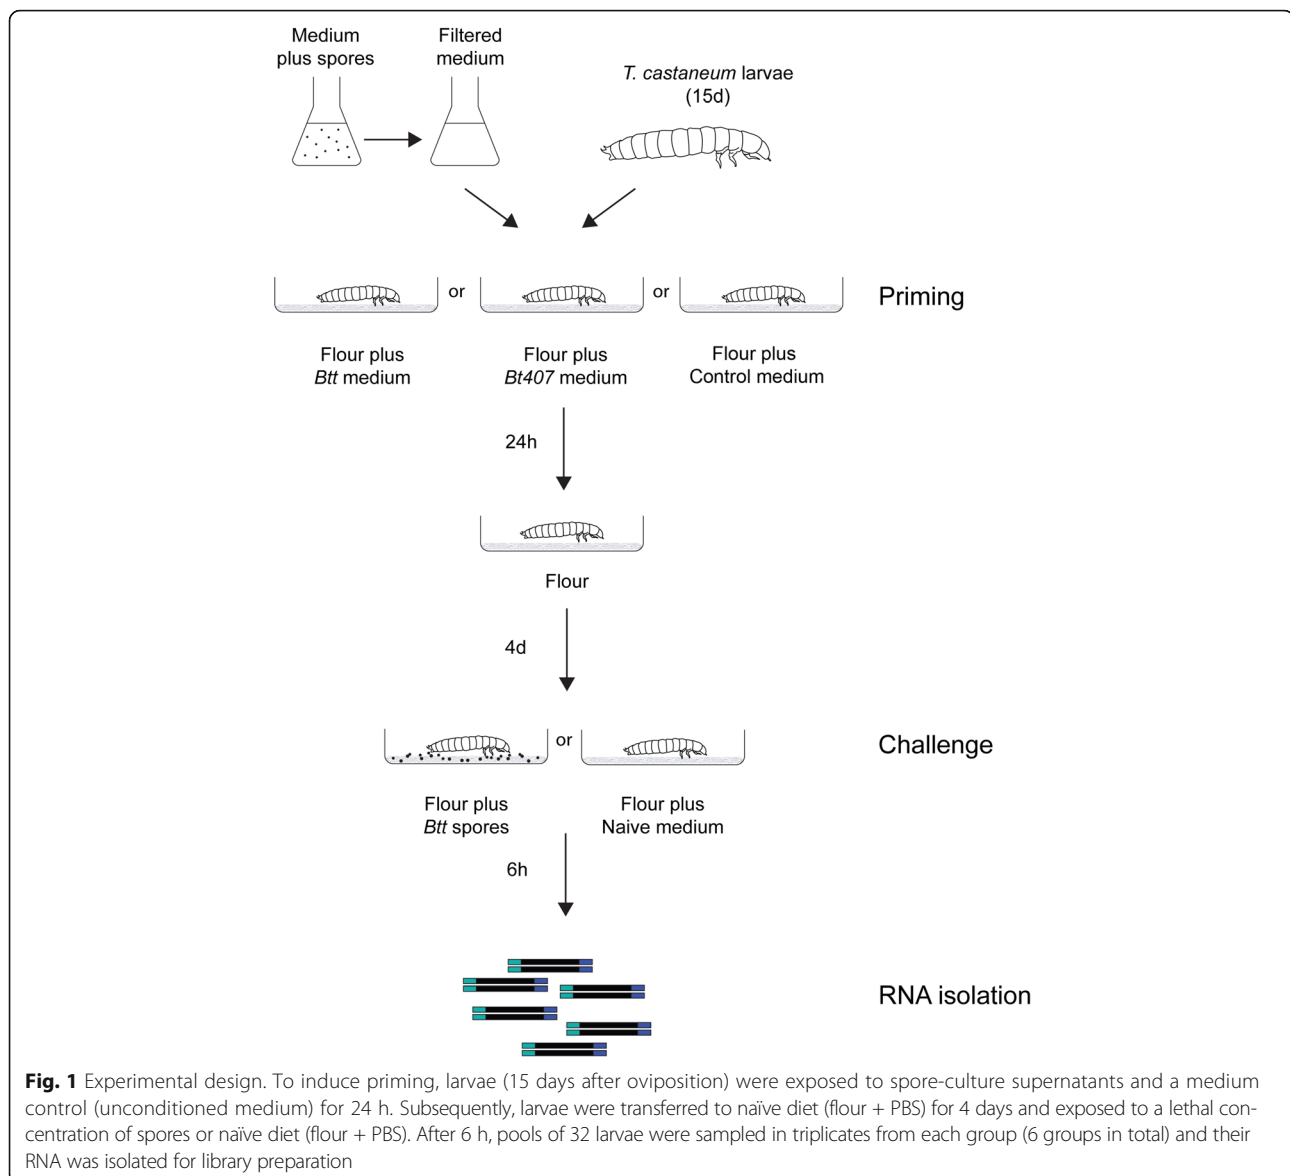 Medium
plus spores
Filtered
medium
T. castaneum larvae
(15d)
or
or
Priming
Flour plus
Btt medium
Flour plus
Bt407 medium
Flour plus
Control medium
24h
Flour
4d
or
Challenge
Flour plus
Btt spores
Flour plus
Naive medium
6h
RNA isolation
Fig. 1 Experimental design. To induce priming, larvae (15 days after oviposition) were exposed to spore-culture supernatants and a medium
control (unconditioned medium) for 24 h. Subsequently, larvae were transferred to naïve diet (flour + PBS) for 4 days and exposed to a lethal con-
centration of spores or naïve diet (flour + PBS). After 6 h, pools of 32 larvae were sampled in triplicates from each group (6 groups in total) and their
RNA was isolated for library preparation